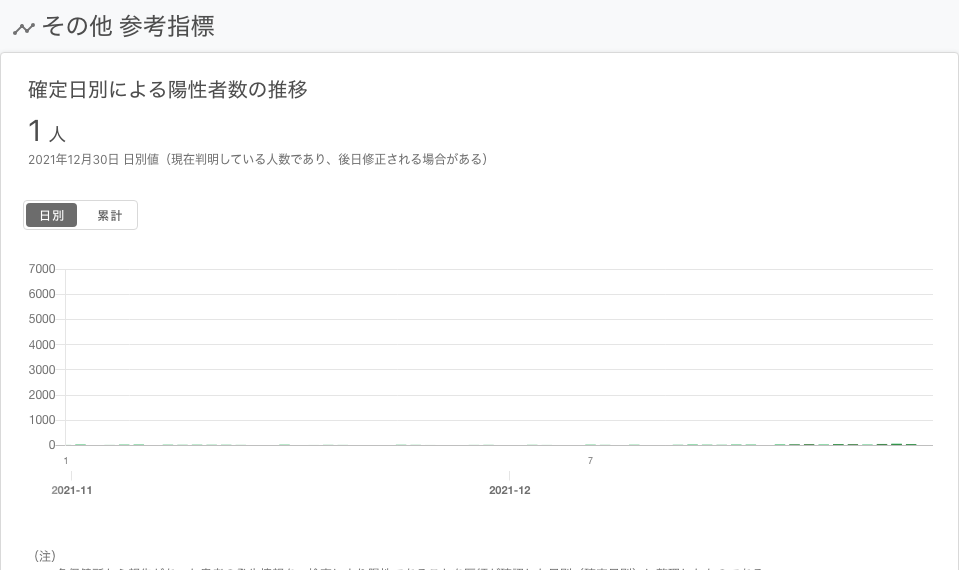 その他 参考指標
確定日別による陽性者数の推移
1 人
2021年12月30日 日別値（現在判明している人数であり、後日修正される場合がある）
日別 累計
7000
6000
5000
4000
3000
2000
1000
0
1 7
2021-11 2021-12
（注）